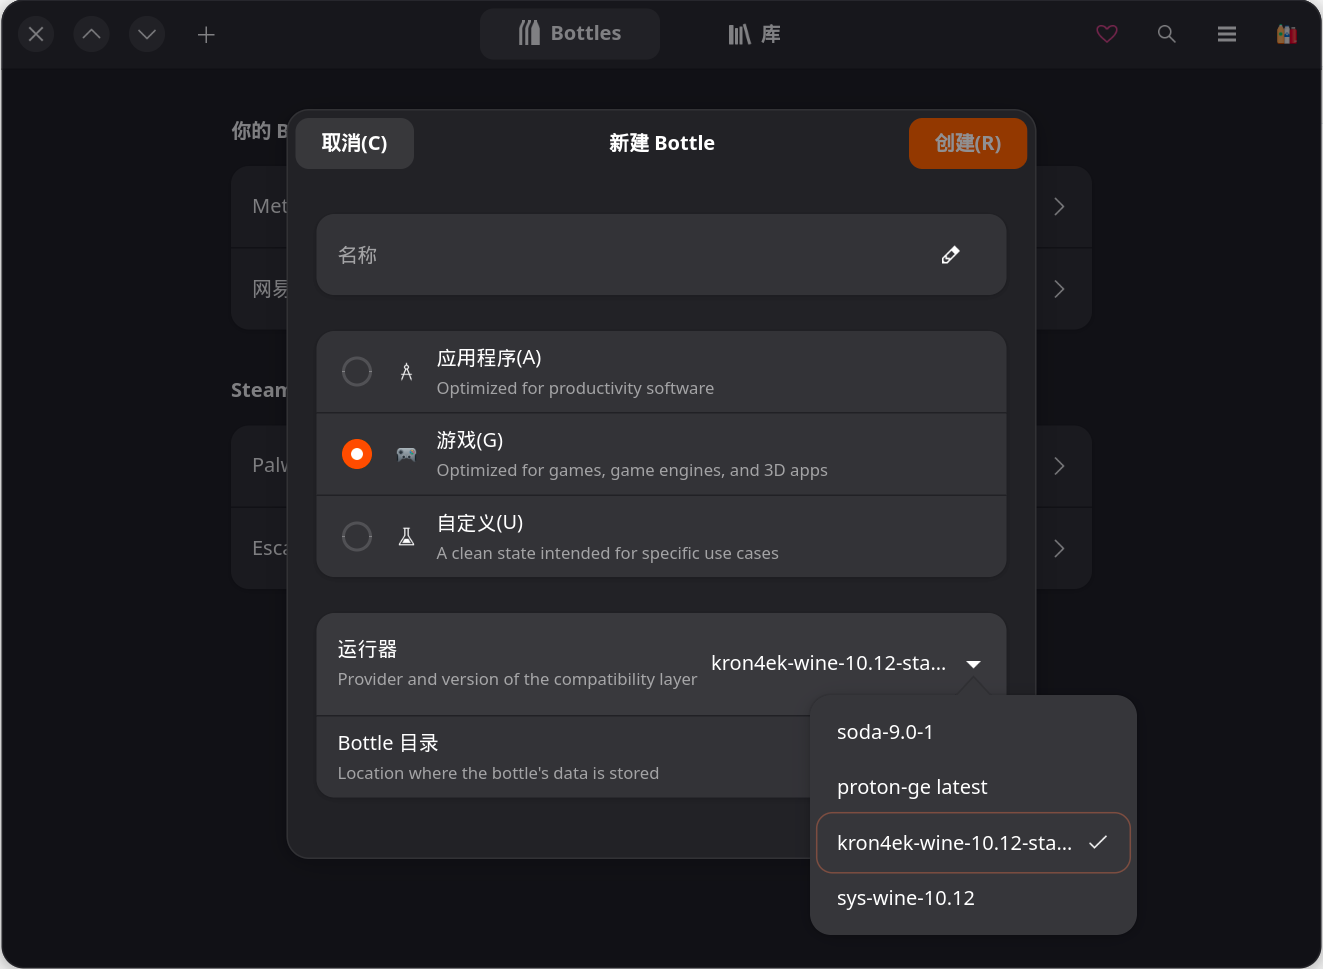 Bottles
库
取消(C)
新建 Bottle
创建(R)
你的 B
Met
网易
Steam
Palw
Esca
名称
应用程序(A)
Optimized for productivity software
游戏(G)
Optimized for games, game engines, and 3D apps
自定义(U)
A clean state intended for specific use cases
运行器
Provider and version of the compatibility layer
kron4ek-wine-10.12-sta...
Bottle 目录
Location where the bottle's data is stored
soda-9.0-1
proton-ge latest
kron4ek-wine-10.12-sta...
sys-wine-10.12